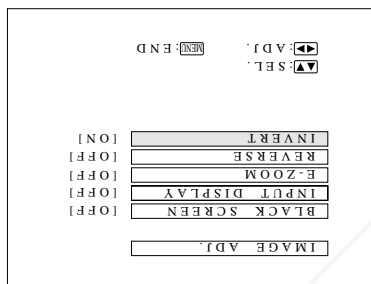 IMAGE ADJ.
BLACK SCREEN [OFF]
INPUT DISPLAY [OFF]
E-ZOOM [OFF]
REVERSE [OFF]
INVERT [ON]
▲▼:SEL.
◀▶:ADJ. MENU:END